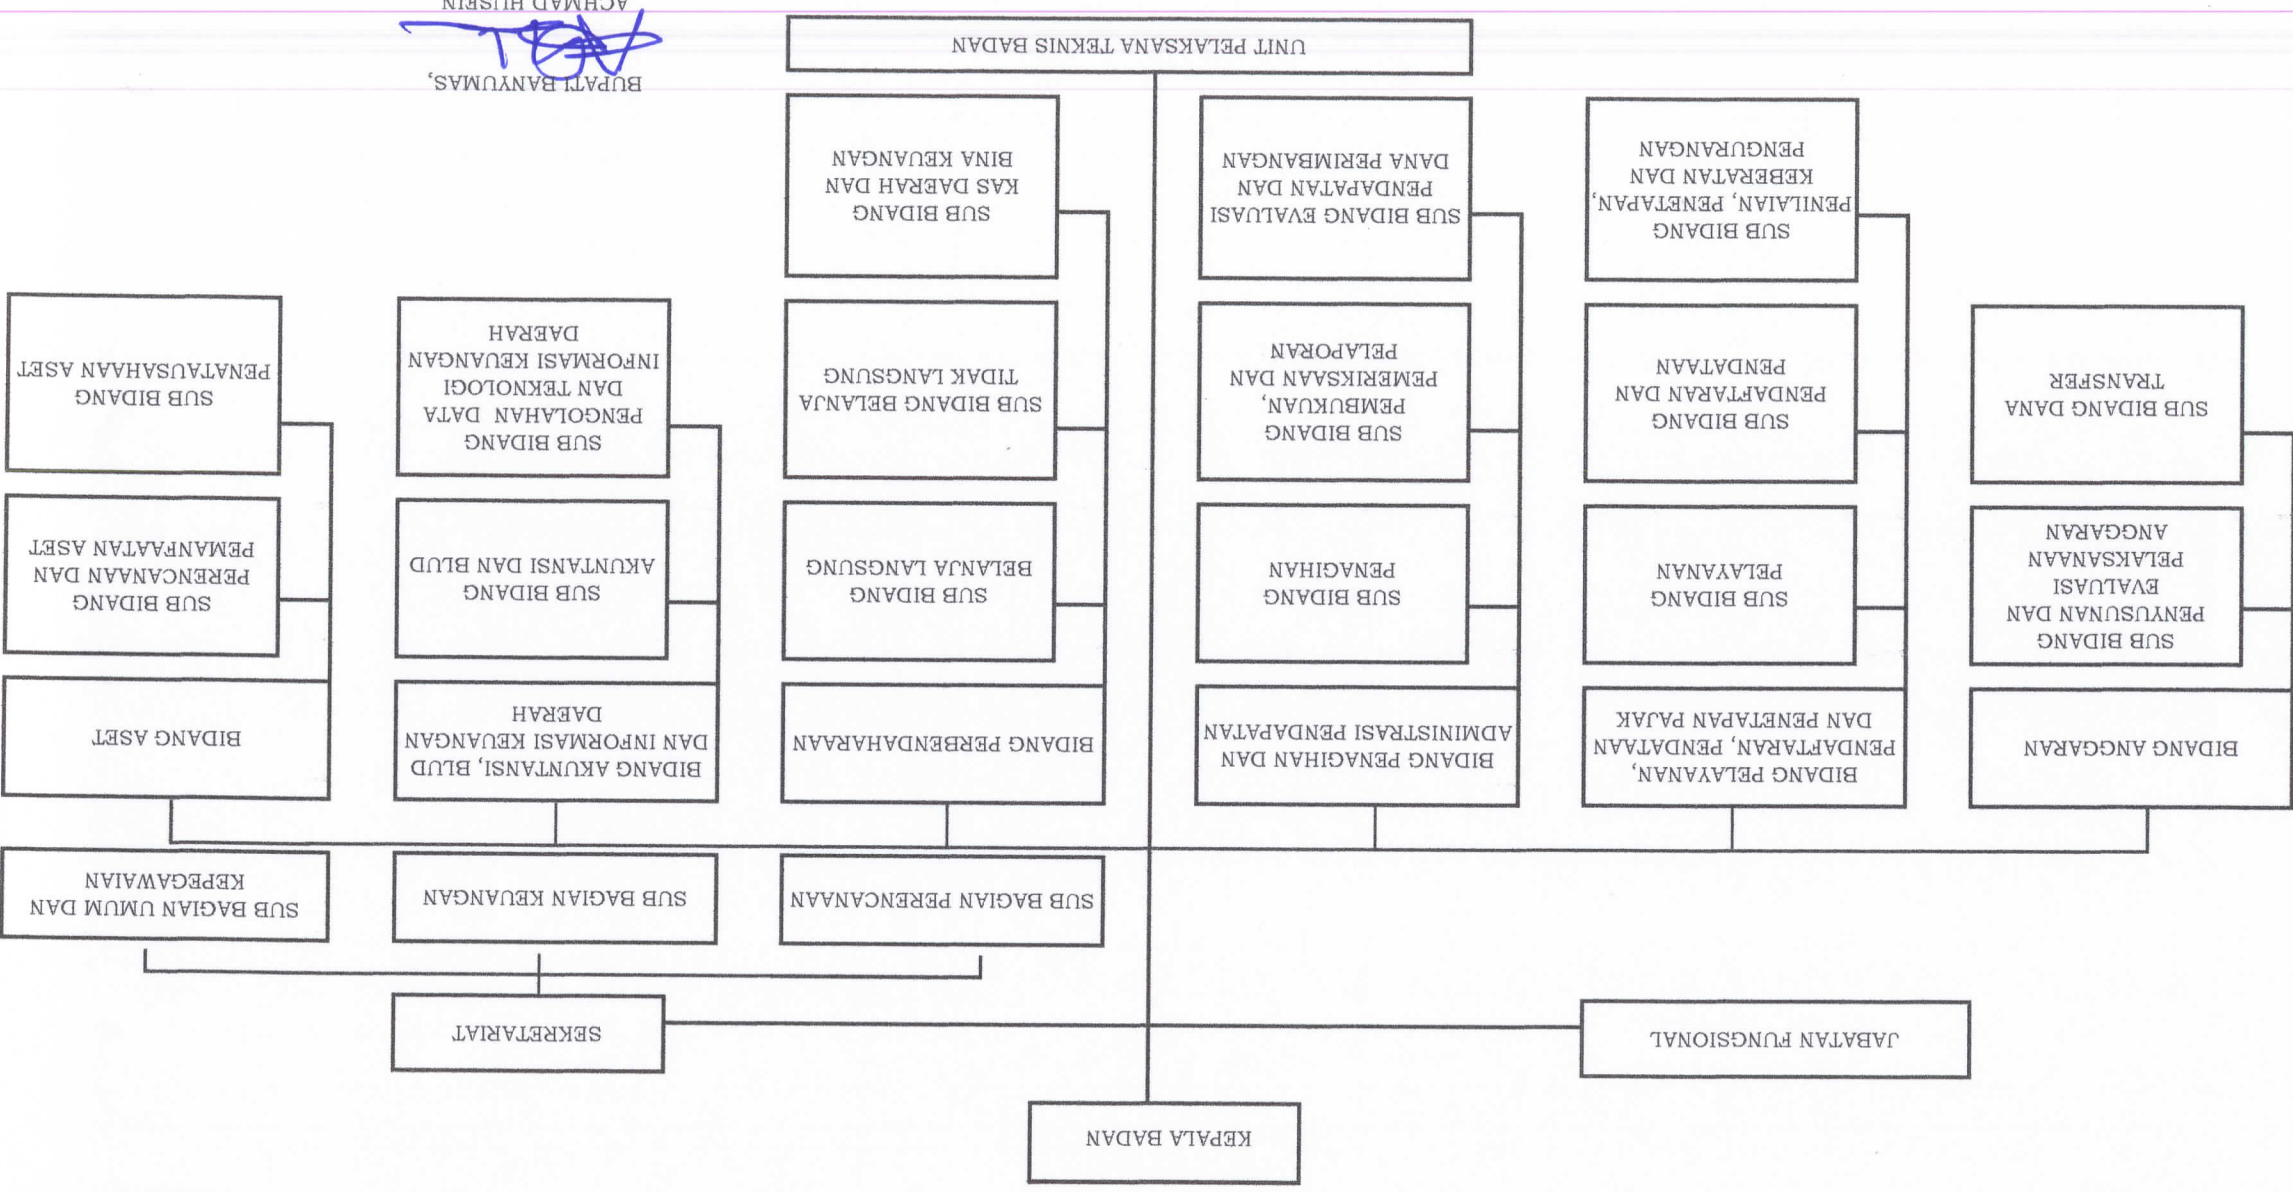 KEPALA BADAN
JABATAN FUNGSIONAL
SEKRETARIAT
SUB BAGIAN PERENCANAAN
SUB BAGIAN KEUANGAN
SUB BAGIAN UMUM DAN
KEPEGAWAIAN
BIDANG ANGGARAN
BIDANG PELAYANAN,
PENDAFTARAN, PENDATAAN
DAN PENETAPAN PAJAK
BIDANG PENAGIHAN DAN
ADMINISTRASI PENDAPATAN
BIDANG PERBENDAHARAAN
BIDANG AKUNTANSI, BLUD
DAN INFORMASI KEUANGAN
DAERAH
BIDANG ASET
SUB BIDANG
PENYUSUNAN DAN
EVALUASI
PELAKSANAAN
ANGGARAN
SUB BIDANG
PELAYANAN
SUB BIDANG
PENAGIHAN
SUB BIDANG
BELANJA LANGSUNG
SUB BIDANG
AKUNTANSI DAN BLUD
SUB BIDANG
PERENCANAAN DAN
PEMANFAATAN ASET
SUB BIDANG DANA
TRANSFER
SUB BIDANG
PENDAFTARAN DAN
PENDATAAN
SUB BIDANG
PEMBUKUAN,
PEMERIKSAAN DAN
PELAPORAN
SUB BIDANG BELANJA
TIDAK LANGSUNG
SUB BIDANG
PENGOLAHAN DATA
DAN TEKNOLOGI
INFORMASI KEUANGAN
DAERAH
SUB BIDANG
PENATAUSAHAAN ASET
SUB BIDANG
PENILAIAN, PENETAPAN,
KEBERATAN DAN
PENGURANGAN
SUB BIDANG EVALUASI
PENDAPATAN DAN
DANA PERIMBANGAN
SUB BIDANG
KAS DAERAH DAN
BINA KEUANGAN
UNIT PELAKSANA TEKNIS BADAN
BUPATI BANYUMAS,
ACHMAD HUSEIN